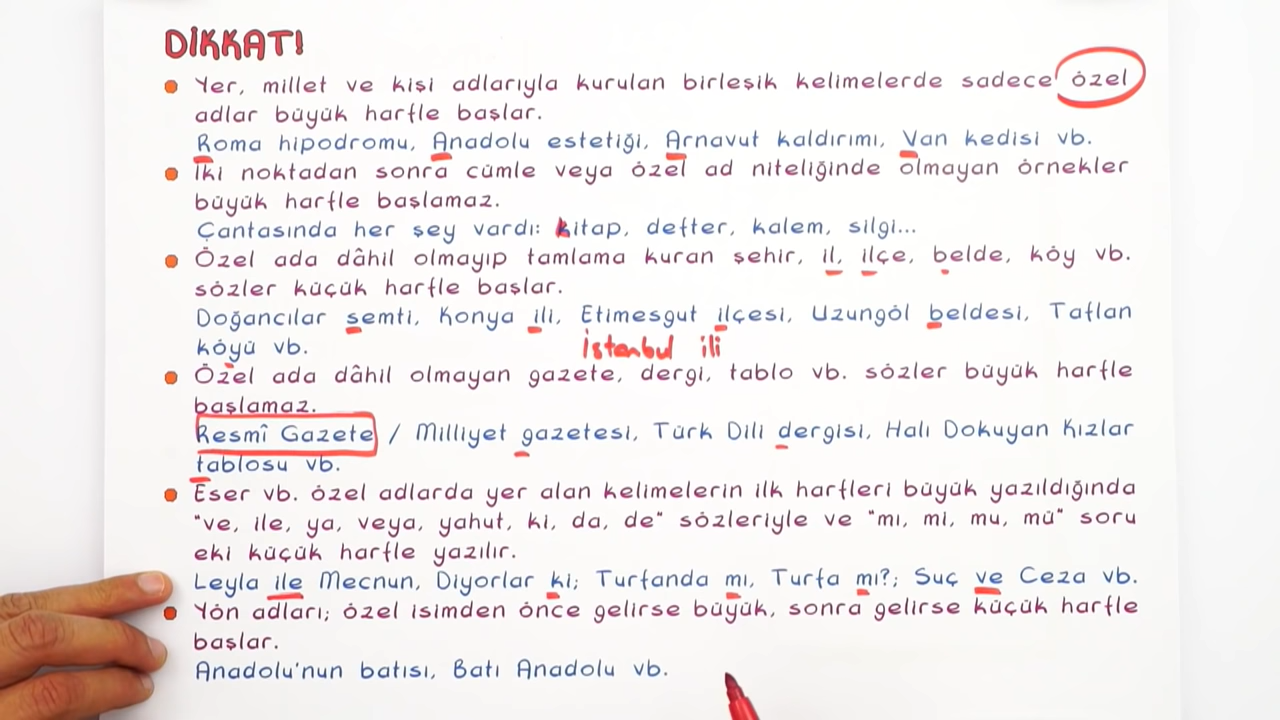 DİKKAT!
Yer, millet ve kişi adlarıyla kurulan birleşik kelimelerde sadece özel
adlar büyük harfle başlar.
Roma hipodromu, Anadolu estetiği, Arnavut kaldırımı, Van kedisi vb.
İki noktadan sonra cümle veya özel ad niteliğinde olmayan örnekler
büyük harfle başlamaz.
Çantasında her şey vardı: kitap, defter, kalem, silgi...
Özel ada dâhil olmayıp tamlama kuran şehir, il, ilçe, belde, köy vb.
sözler küçük harfle başlar.
Doğancılar semti, Konya ili, Etimesgut ilçesi, Uzungöl beldesi, Taflan
köyü vb.
İstanbul ili
Özel ada dâhil olmayan gazete, dergi, tablo vb. sözler büyük harfle
başlamaz.
Resmî Gazete / Milliyet gazetesi, Türk Dili dergisi, Halı Dokuyan Kızlar
tablosu vb.
Eser vb. özel adlarda yer alan kelimelerin ilk harfleri büyük yazıldığında
"ve, ile, ya, veya, yahut, ki, da, de" sözleriyle ve "mı, mi, mu, mü" soru
eki küçük harfle yazılır.
Leyla ile Mecnun, Diyorlar ki; Turfanda mı, Turfa mı?; Suç ve Ceza vb.
Yön adları; özel isimden önce gelirse büyük, sonra gelirse küçük harfle
başlar.
Anadolu'nun batısı, Batı Anadolu vb.